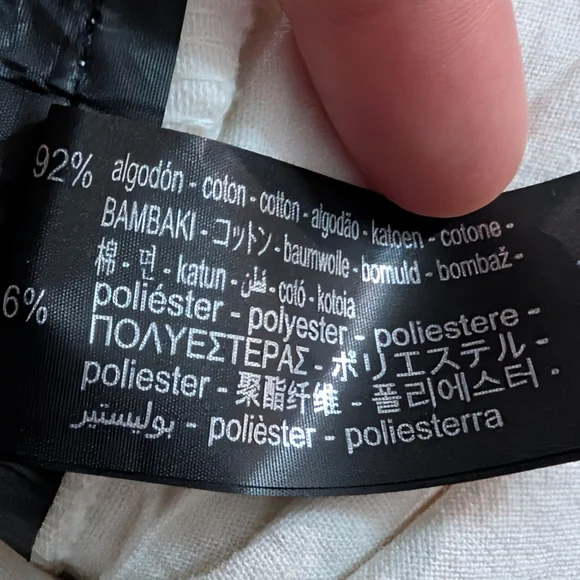 92% algodón - coton - cotton - algodão - katoen - cotone -
BAMBAKI - コットン - baumwolle - bomuld - bombaž -
棉 - 면 - katun - قطن - cotó - kotoia
6% poliéster - polyester - poliestere -
ΠΟΛΥΕΣΤΕΡΑΣ - ポリエステル -
poliester - 聚酯纤维 - 폴리에스터 -
بوليستير - polièster - poliesterra